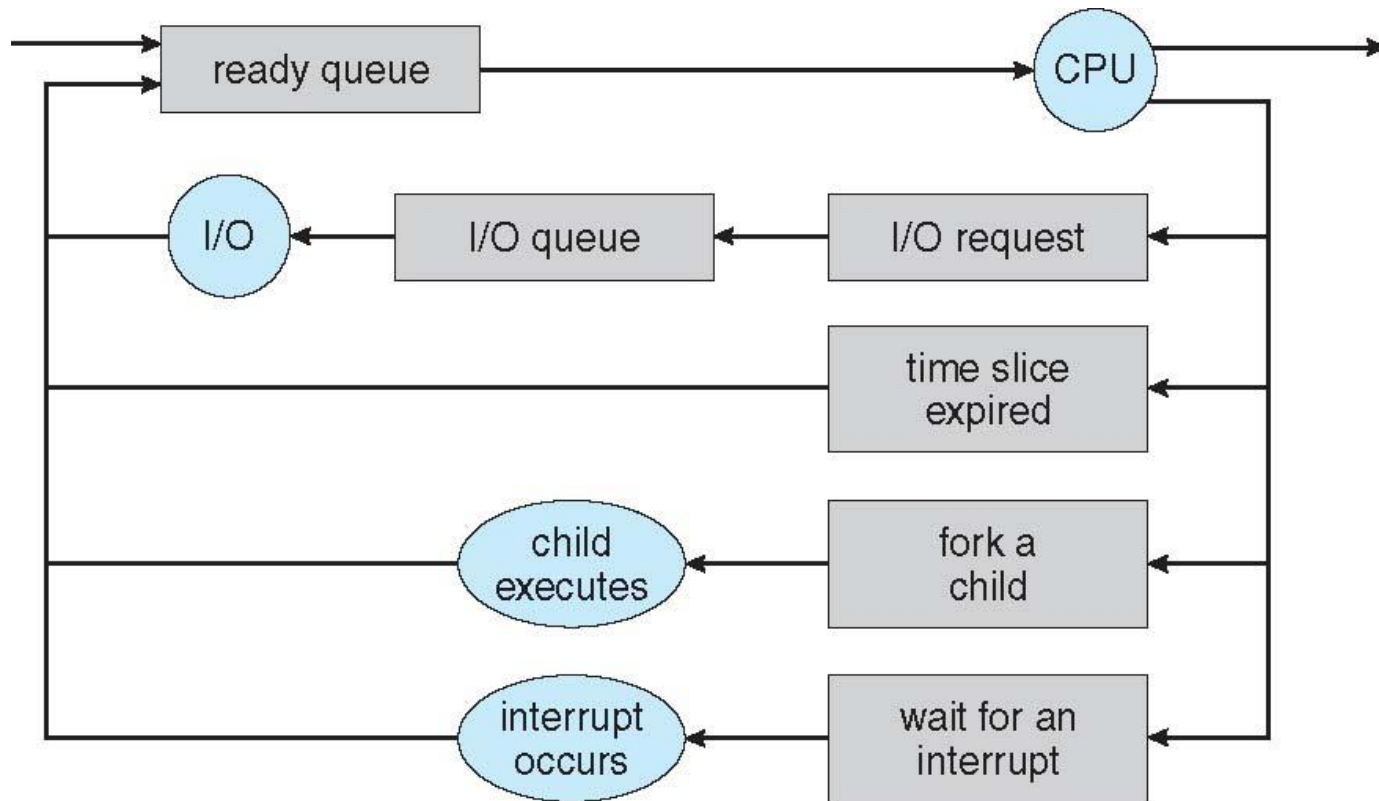 ready queue
CPU
I/O
I/O queue
I/O request
time slice
expired
child
executes
fork a
child
interrupt
occurs
wait for an
interrupt